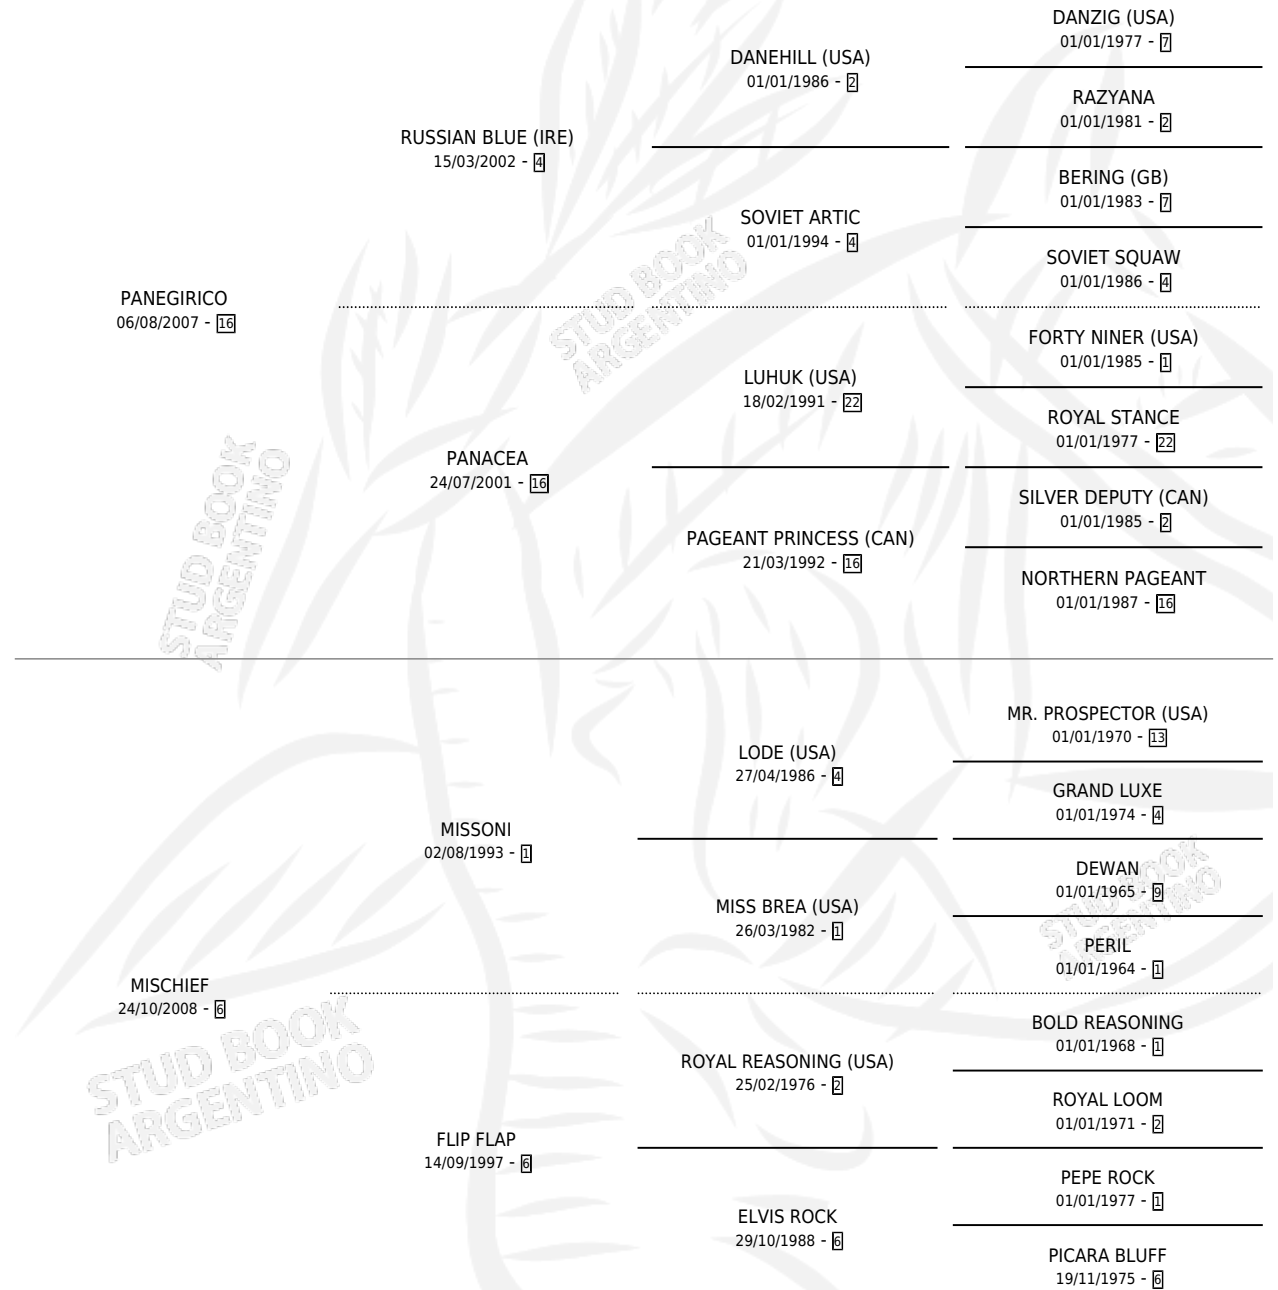 DANZIG (USA)
01/01/1977 - 7
DANEHILL (USA)
01/01/1986 - 2
RAZYANA
01/01/1981 - 2
RUSSIAN BLUE (IRE)
15/03/2002 - 4
BERING (GB)
01/01/1983 - 7
SOVIET ARTIC
01/01/1994 - 4
SOVIET SQUAW
01/01/1986 - 4
PANEGIRICO
06/08/2007 - 16
FORTY NINER (USA)
01/01/1985 - 1
LUHUK (USA)
18/02/1991 - 22
ROYAL STANCE
01/01/1977 - 22
PANACEA
24/07/2001 - 16
SILVER DEPUTY (CAN)
01/01/1985 - 2
PAGEANT PRINCESS (CAN)
21/03/1992 - 16
NORTHERN PAGEANT
01/01/1987 - 16
MR. PROSPECTOR (USA)
01/01/1970 - 13
LODE (USA)
27/04/1986 - 4
GRAND LUXE
01/01/1974 - 4
MISSONI
02/08/1993 - 1
DEWAN
01/01/1965 - 9
MISS BREA (USA)
26/03/1982 - 1
PERIL
01/01/1964 - 1
MISCHIEF
24/10/2008 - 6
BOLD REASONING
01/01/1968 - 1
ROYAL REASONING (USA)
25/02/1976 - 2
ROYAL LOOM
01/01/1971 - 2
FLIP FLAP
14/09/1997 - 6
PEPE ROCK
01/01/1977 - 1
ELVIS ROCK
29/10/1988 - 6
PICARA BLUFF
19/11/1975 - 6
STUD BOOK
ARGENTINO
STUD BOOK
ARGENTINO
STUD BOOK
ARGENTINO
STUD BOOK
ARGENTINO